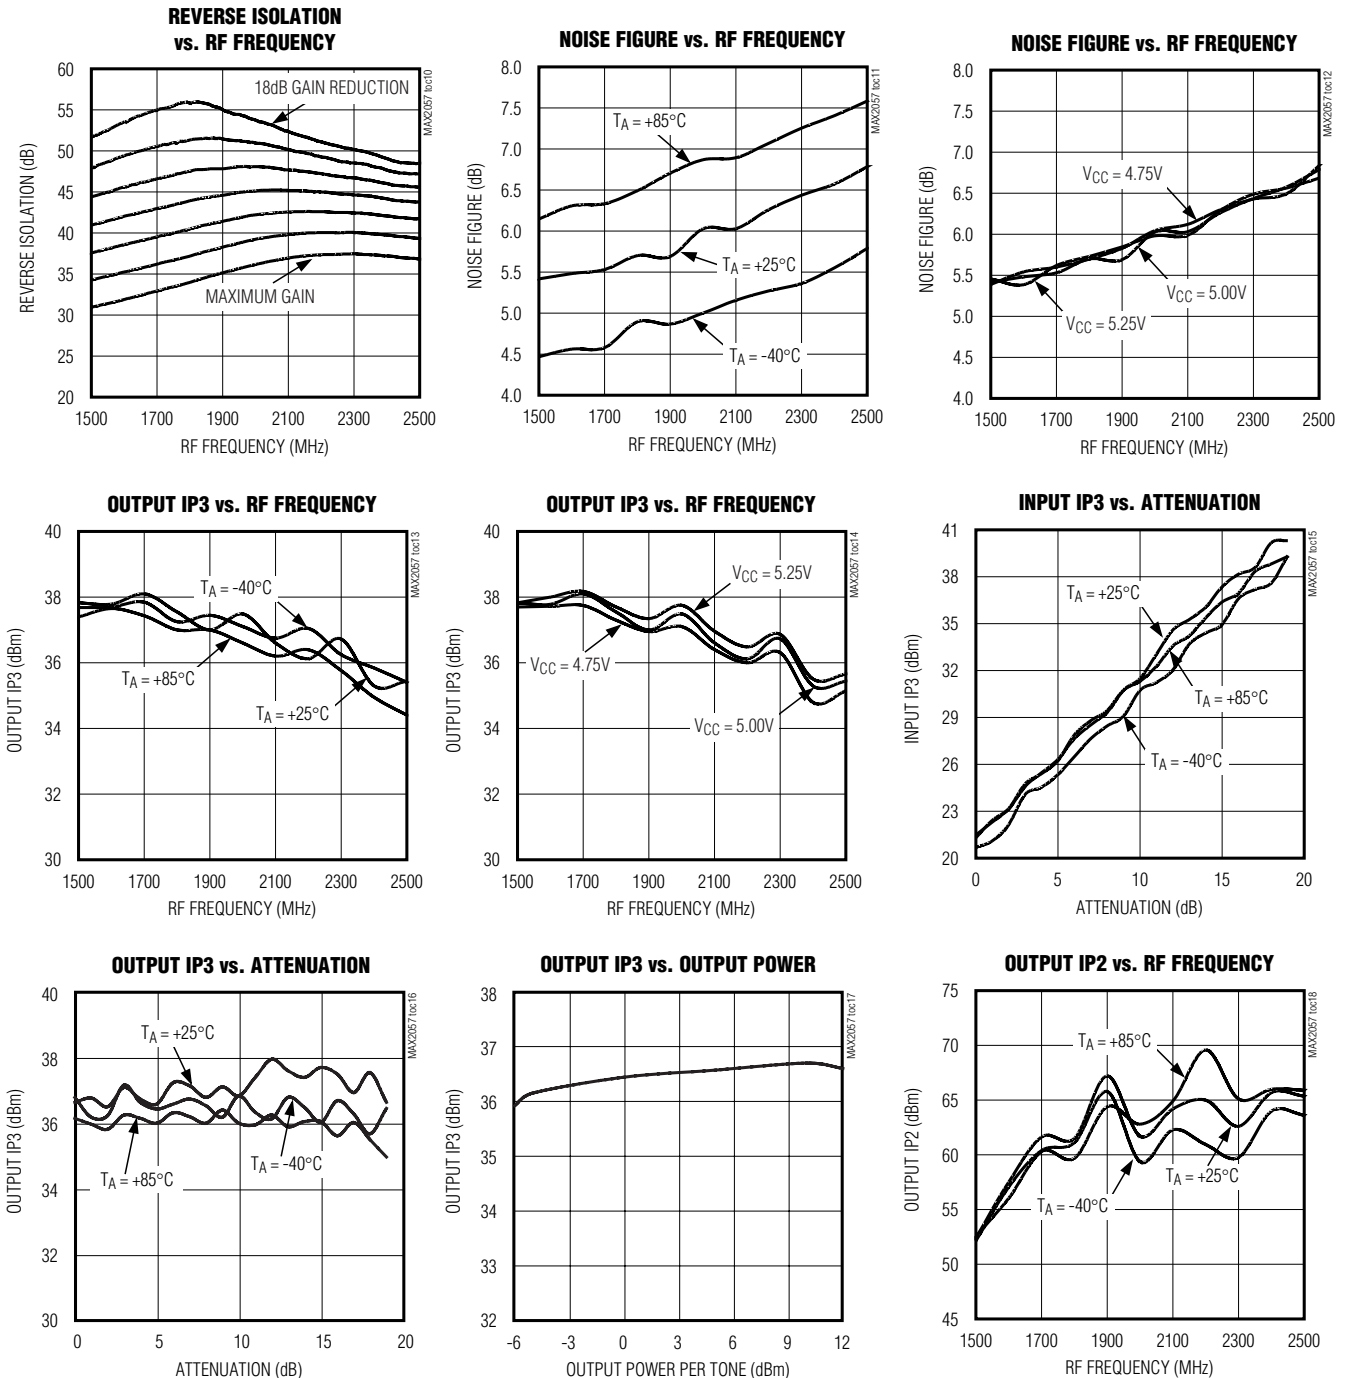 REVERSE ISOLATION
vs. RF FREQUENCY
60
55
50
45
40
35
30
25
20
REVERSE ISOLATION (dB)
18dB GAIN REDUCTION
MAXIMUM GAIN
MAX2057 toc10
1500 1700 1900 2100 2300 2500
RF FREQUENCY (MHz)
NOISE FIGURE vs. RF FREQUENCY
8.0
7.5
7.0
6.5
6.0
5.5
5.0
4.5
4.0
NOISE FIGURE (dB)
TA = +85°C
TA = +25°C
TA = -40°C
MAX2057 toc11
1500 1700 1900 2100 2300 2500
RF FREQUENCY (MHz)
NOISE FIGURE vs. RF FREQUENCY
8.0
7.5
7.0
6.5
6.0
5.5
5.0
4.5
4.0
NOISE FIGURE (dB)
VCC = 4.75V
VCC = 5.00V
VCC = 5.25V
MAX2057 toc12
1500 1700 1900 2100 2300 2500
RF FREQUENCY (MHz)
OUTPUT IP3 vs. RF FREQUENCY
40
38
36
34
32
30
OUTPUT IP3 (dBm)
TA = -40°C
TA = +85°C
TA = +25°C
MAX2057 toc13
1500 1700 1900 2100 2300 2500
RF FREQUENCY (MHz)
OUTPUT IP3 vs. RF FREQUENCY
40
38
36
34
32
30
OUTPUT IP3 (dBm)
VCC = 5.25V
VCC = 4.75V
VCC = 5.00V
MAX2057 toc14
1500 1700 1900 2100 2300 2500
RF FREQUENCY (MHz)
INPUT IP3 vs. ATTENUATION
41
38
35
32
29
26
23
20
INPUT IP3 (dBm)
TA = +25°C
TA = +85°C
TA = -40°C
MAX2057 toc15
0 5 10 15 20
ATTENUATION (dB)
OUTPUT IP3 vs. ATTENUATION
40
38
36
34
32
30
OUTPUT IP3 (dBm)
TA = +25°C
TA = -40°C
TA = +85°C
MAX2057 toc16
0 5 10 15 20
ATTENUATION (dB)
OUTPUT IP3 vs. OUTPUT POWER
38
37
36
35
34
33
32
OUTPUT IP3 (dBm)
MAX2057 toc17
-6 -3 0 3 6 9 12
OUTPUT POWER PER TONE (dBm)
OUTPUT IP2 vs. RF FREQUENCY
75
70
65
60
55
50
45
OUTPUT IP2 (dBm)
TA = +85°C
TA = +25°C
TA = -40°C
MAX2057 toc18
1500 1700 1900 2100 2300 2500
RF FREQUENCY (MHz)